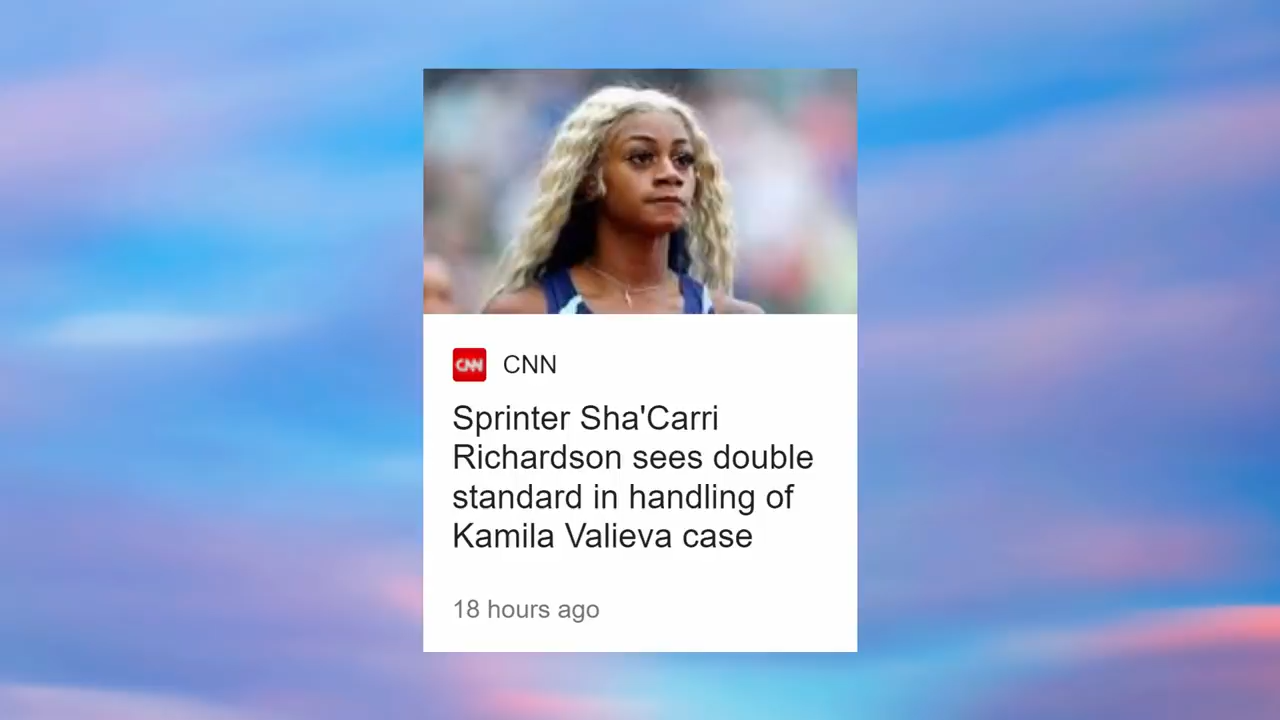 CNN CNN
Sprinter Sha'Carri
Richardson sees double
standard in handling of
Kamila Valieva case
18 hours ago